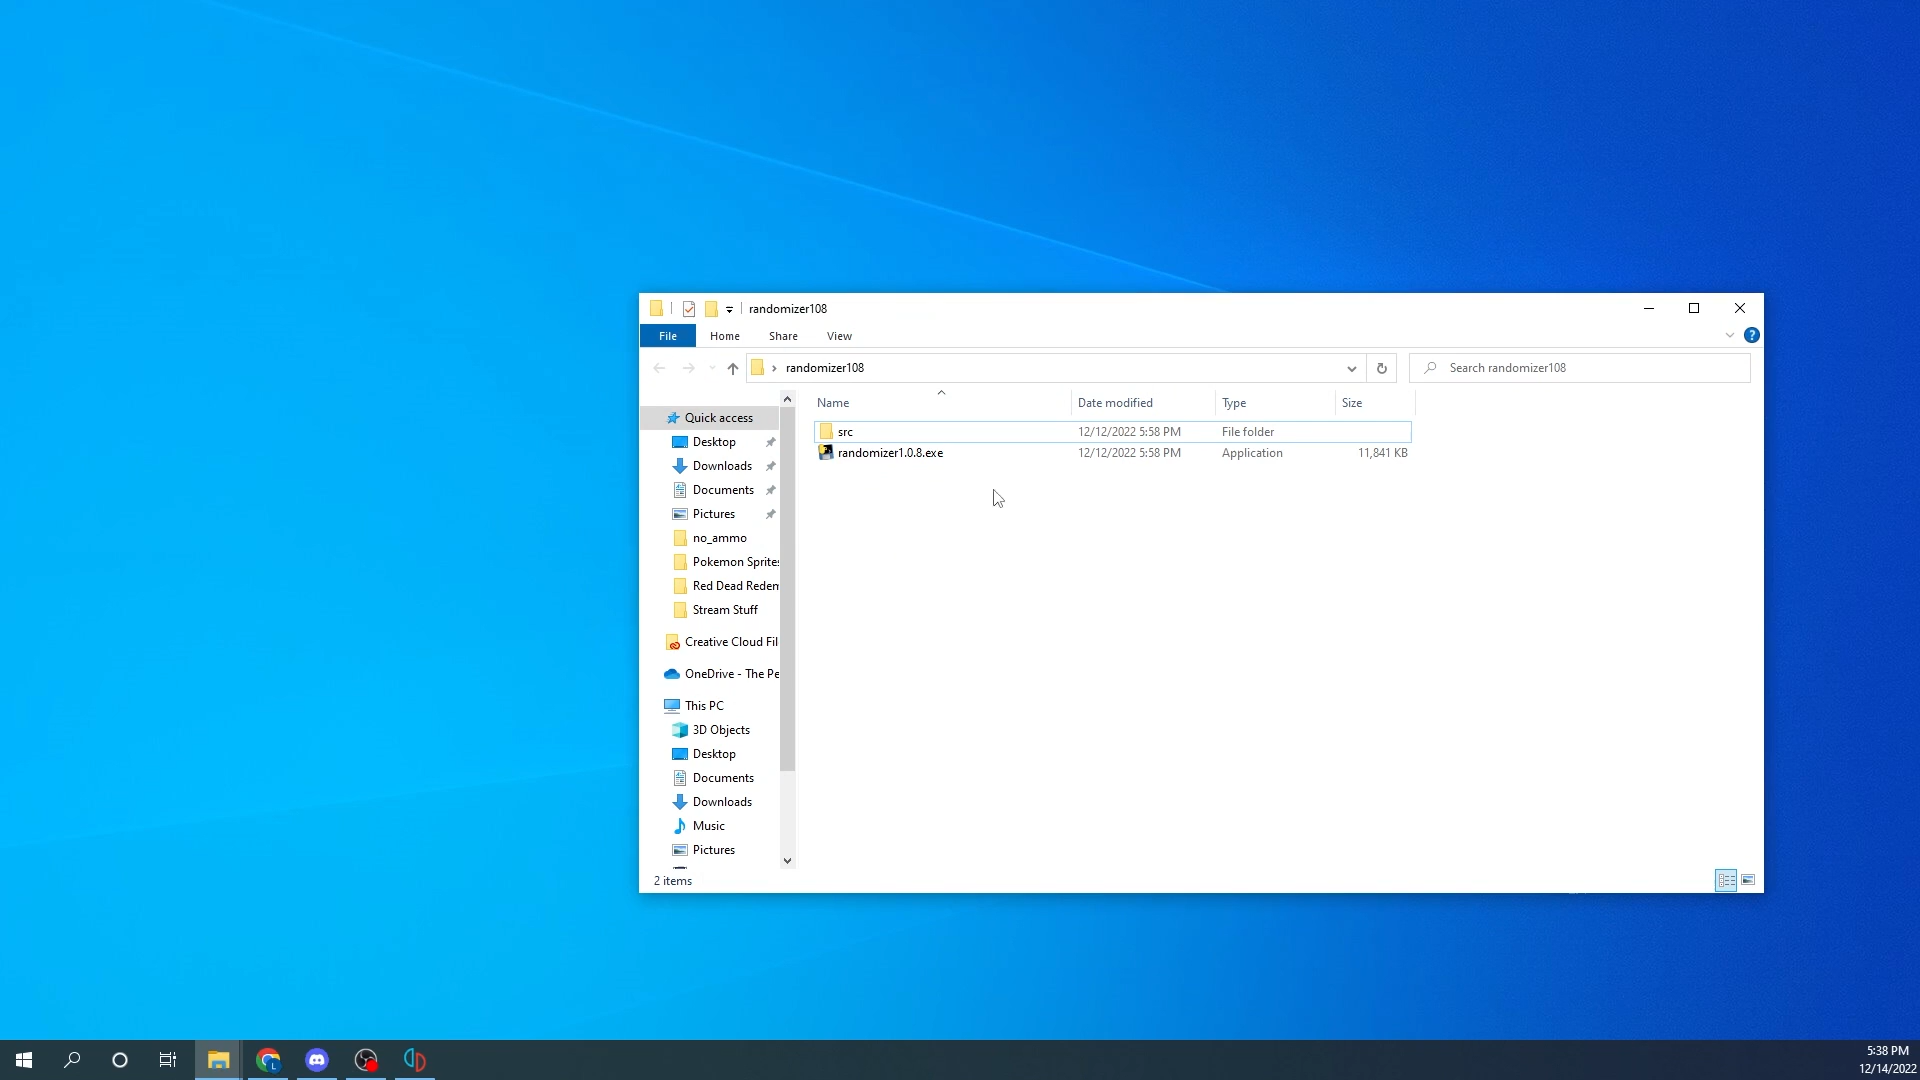 randomizer108
File Home Share View
randomizer108
Search randomizer108
Name Date modified Type Size
Quick access
src 12/12/2022 5:58 PM File folder
Desktop
randomizer1.0.8.exe 12/12/2022 5:58 PM Application 11,841 KB
Downloads
Documents
Pictures
no_ammo
Pokemon Sprites
Red Dead Redem
Stream Stuff
Creative Cloud Fil
OneDrive - The Pe
This PC
3D Objects
Desktop
Documents
Downloads
Music
Pictures
2 items
5:38 PM
12/14/2022